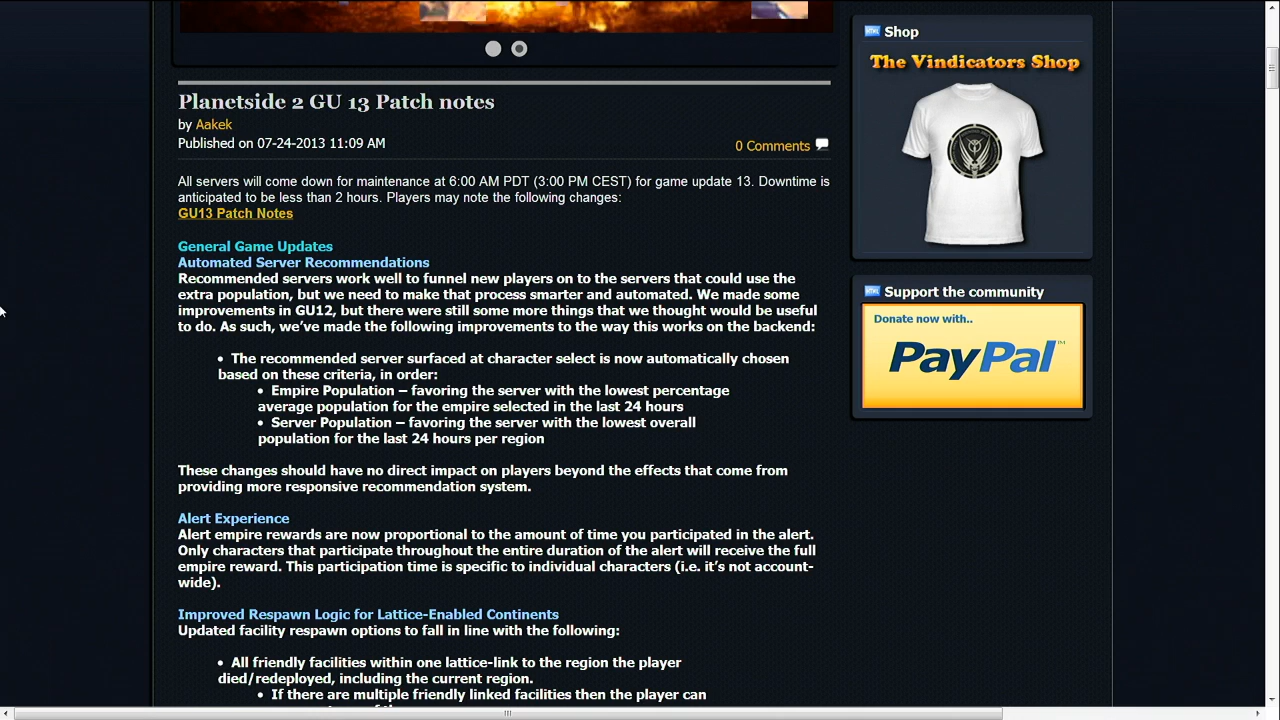 Planetside 2 GU 13 Patch notes
by Aakek
Published on 07-24-2013 11:09 AM
0 Comments
All servers will come down for maintenance at 6:00 AM PDT (3:00 PM CEST) for game update 13. Downtime is
anticipated to be less than 2 hours. Players may note the following changes:
GU13 Patch Notes
General Game Updates
Automated Server Recommendations
Recommended servers work well to funnel new players on to the servers that could use the
extra population, but we need to make that process smarter and automated. We made some
improvements in GU12, but there were still some more things that we thought would be useful
to do. As such, we've made the following improvements to the way this works on the backend:
• The recommended server surfaced at character select is now automatically chosen
based on these criteria, in order:
• Empire Population – favoring the server with the lowest percentage
average population for the empire selected in the last 24 hours
• Server Population – favoring the server with the lowest overall
population for the last 24 hours per region
These changes should have no direct impact on players beyond the effects that come from
providing more responsive recommendation system.
Alert Experience
Alert empire rewards are now proportional to the amount of time you participated in the alert.
Only characters that participate throughout the entire duration of the alert will receive the full
empire reward. This participation time is specific to individual characters (i.e. it's not account-
wide).
Improved Respawn Logic for Lattice-Enabled Continents
Updated facility respawn options to fall in line with the following:
• All friendly facilities within one lattice-link to the region the player
died/redeployed, including the current region.
• If there are multiple friendly linked facilities then the player can
Shop
The Vindicators Shop
Support the community
Donate now with..
PayPal™